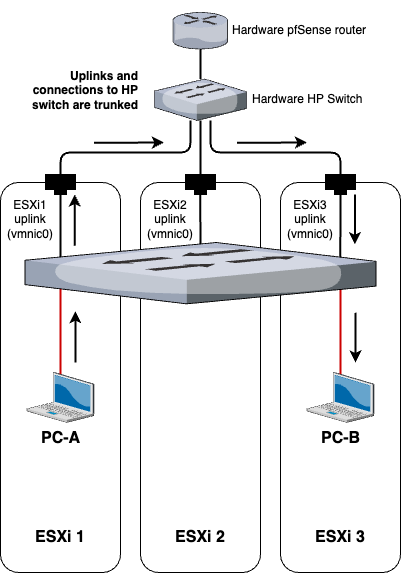 Hardware pfSense router
Uplinks and
connections to HP
switch are trunked
Hardware HP Switch
ESXi1
uplink
(vmnic0)
ESXi2
uplink
(vmnic0)
ESXi3
uplink
(vmnic0)
PC-A
PC-B
ESXi 1
ESXi 2
ESXi 3